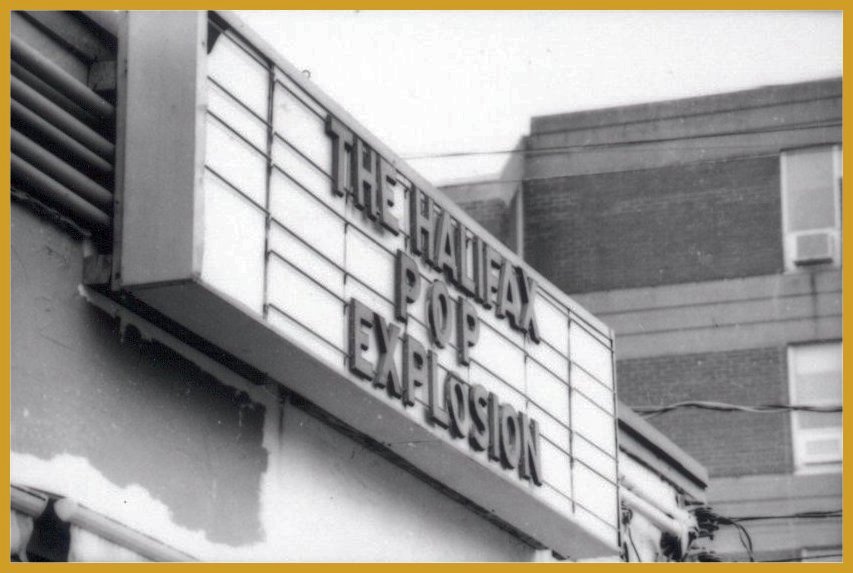 THE HALIFAX
POP
EXPLOSION